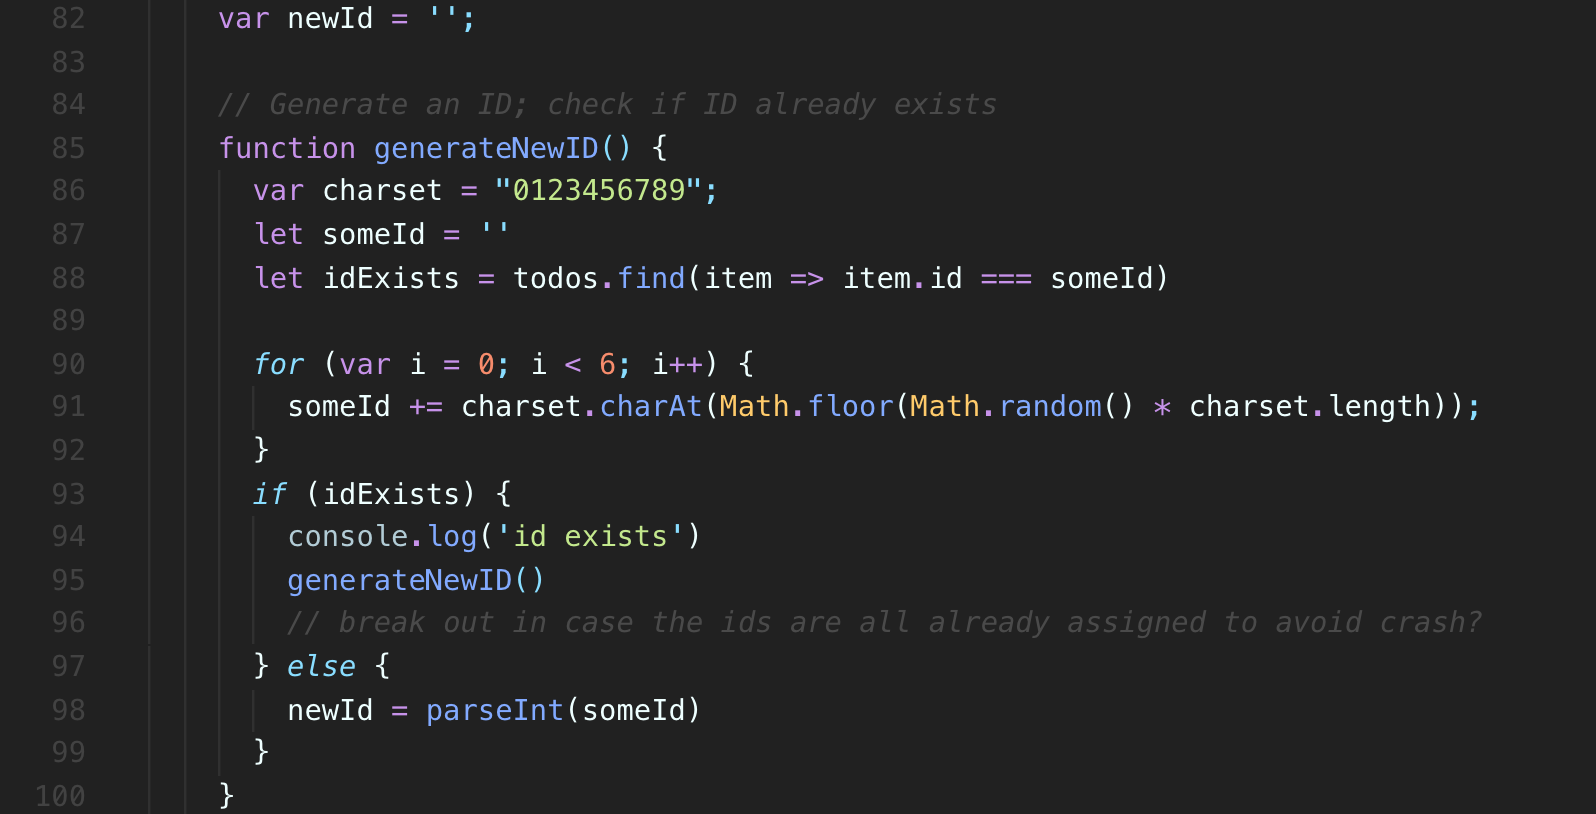 82 var newId = '';
83
84 // Generate an ID; check if ID already exists
85 function generateNewID() {
86 var charset = "0123456789";
87 let someId = ''
88 let idExists = todos.find(item => item.id === someId)
89
90 for (var i = 0; i < 6; i++) {
91 someId += charset.charAt(Math.floor(Math.random() * charset.length));
92 }
93 if (idExists) {
94 console.log('id exists')
95 generateNewID()
96 // break out in case the ids are all already assigned to avoid crash?
97 } else {
98 newId = parseInt(someId)
99 }
100 }